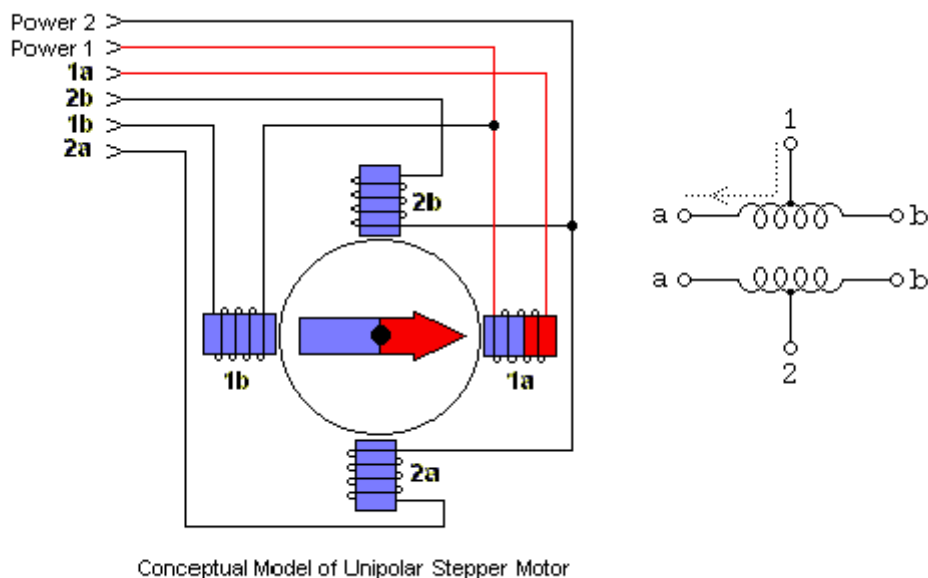 Power 2
Power 1
1a
2b
1b
2a
2b
1b
1a
2a
1
a b
a b
2
Conceptual Model of Unipolar Stepper Motor